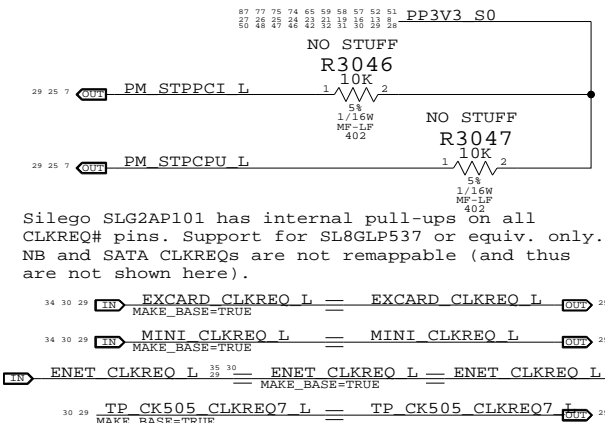 87 77 75 74 65 59 58 57 52 51
27 26 25 24 23 21 19 16 13 8
50 48 47 46 42 32 31 30 29 28
PP3V3_S0
NO STUFF
R3046
10K
1 2
5%
1/16W
MF-LF
402
29 25 7 OUT PM_STPPCI_L
NO STUFF
R3047
10K
1 2
5%
1/16W
MF-LF
402
29 25 7 OUT PM_STPCPU_L
Silego SLG2AP101 has internal pull-ups on all
CLKREQ# pins. Support for SL8GLP537 or equiv. only.
NB and SATA CLKREQs are not remappable (and thus
are not shown here).
34 30 29 IN EXCARD_CLKREQ_L EXCARD_CLKREQ_L OUT
MAKE_BASE=TRUE
34 30 29 IN MINI_CLKREQ_L MINI_CLKREQ_L OUT
MAKE_BASE=TRUE
IN ENET_CLKREQ_L 35 30 29 ENET_CLKREQ_L ENET_CLKREQ_L
MAKE_BASE=TRUE
30 29 TP_CK505_CLKREQ7_L TP_CK505_CLKREQ7_L OUT
MAKE_BASE=TRUE